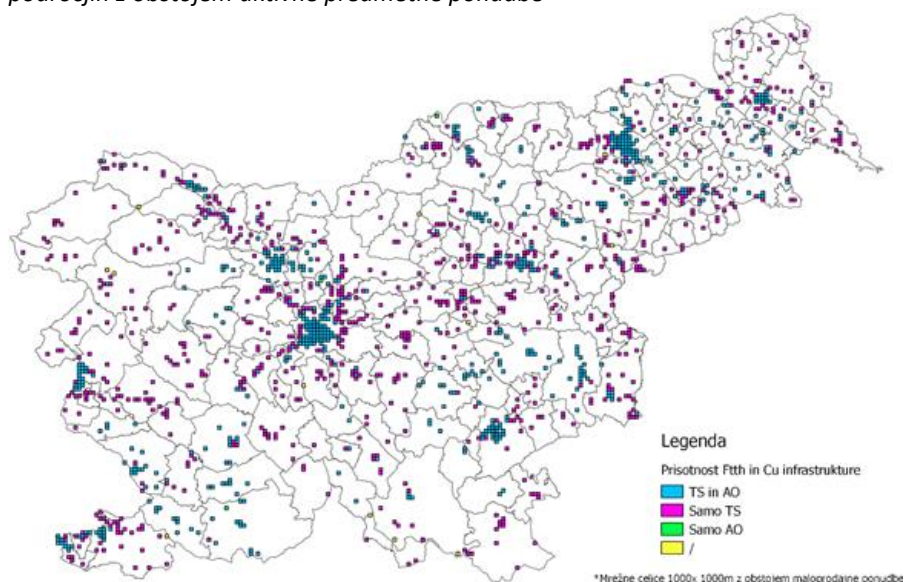 področjih z obstojem aktivne predmetne ponudbe
Legenda
Prisotnost Ftth in Cu infrastrukture
TS in AO
Samo TS
Samo AO
/
*Mrežne celice 1000x 1000m z obstojem maloprodajne ponudbe